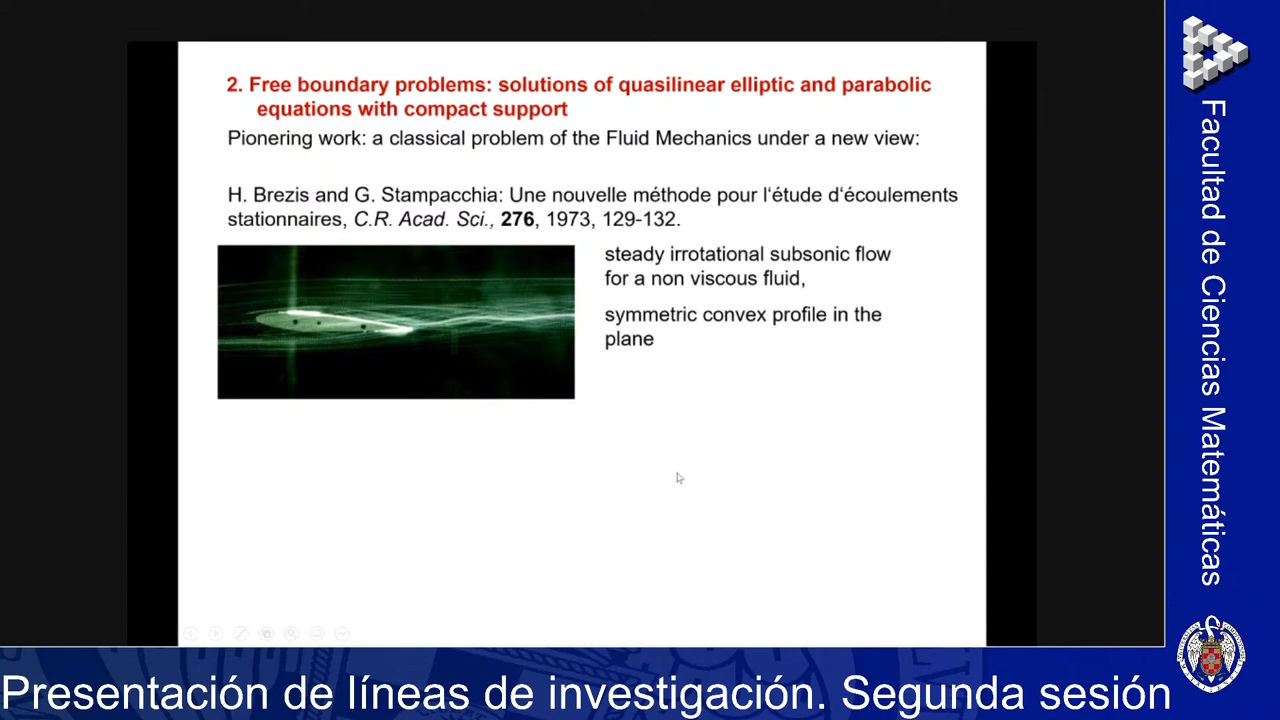 2. Free boundary problems: solutions of quasilinear elliptic and parabolic
equations with compact support
Pionering work: a classical problem of the Fluid Mechanics under a new view:
H. Brezis and G. Stampacchia: Une nouvelle méthode pour l‘étude d‘écoulements
stationnaires, C.R. Acad. Sci., 276, 1973, 129-132.
steady irrotational subsonic flow
for a non viscous fluid,
symmetric convex profile in the
plane
Facultad de Ciencias Matemáticas
Presentación de líneas de investigación. Segunda sesión